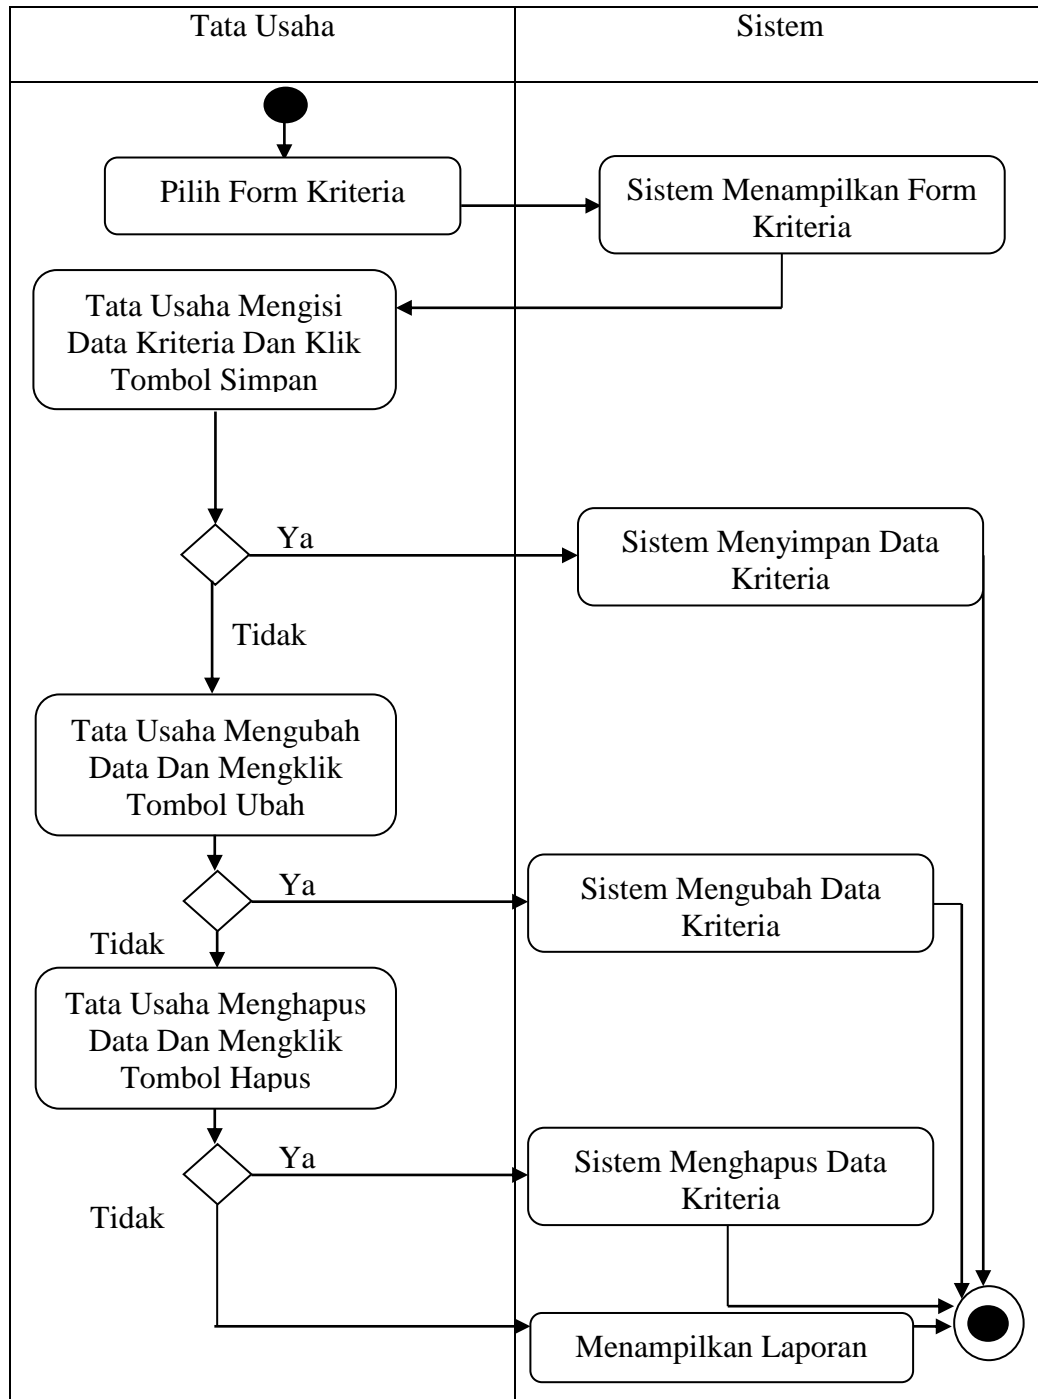 Tata Usaha
Sistem
Pilih Form Kriteria
Sistem Menampilkan Form
Kriteria
Tata Usaha Mengisi
Data Kriteria Dan Klik
Tombol Simpan
Ya
Sistem Menyimpan Data
Kriteria
Tidak
Tata Usaha Mengubah
Data Dan Mengklik
Tombol Ubah
Ya
Sistem Mengubah Data
Kriteria
Tidak
Tata Usaha Menghapus
Data Dan Mengklik
Tombol Hapus
Ya
Sistem Menghapus Data
Kriteria
Tidak
Menampilkan Laporan